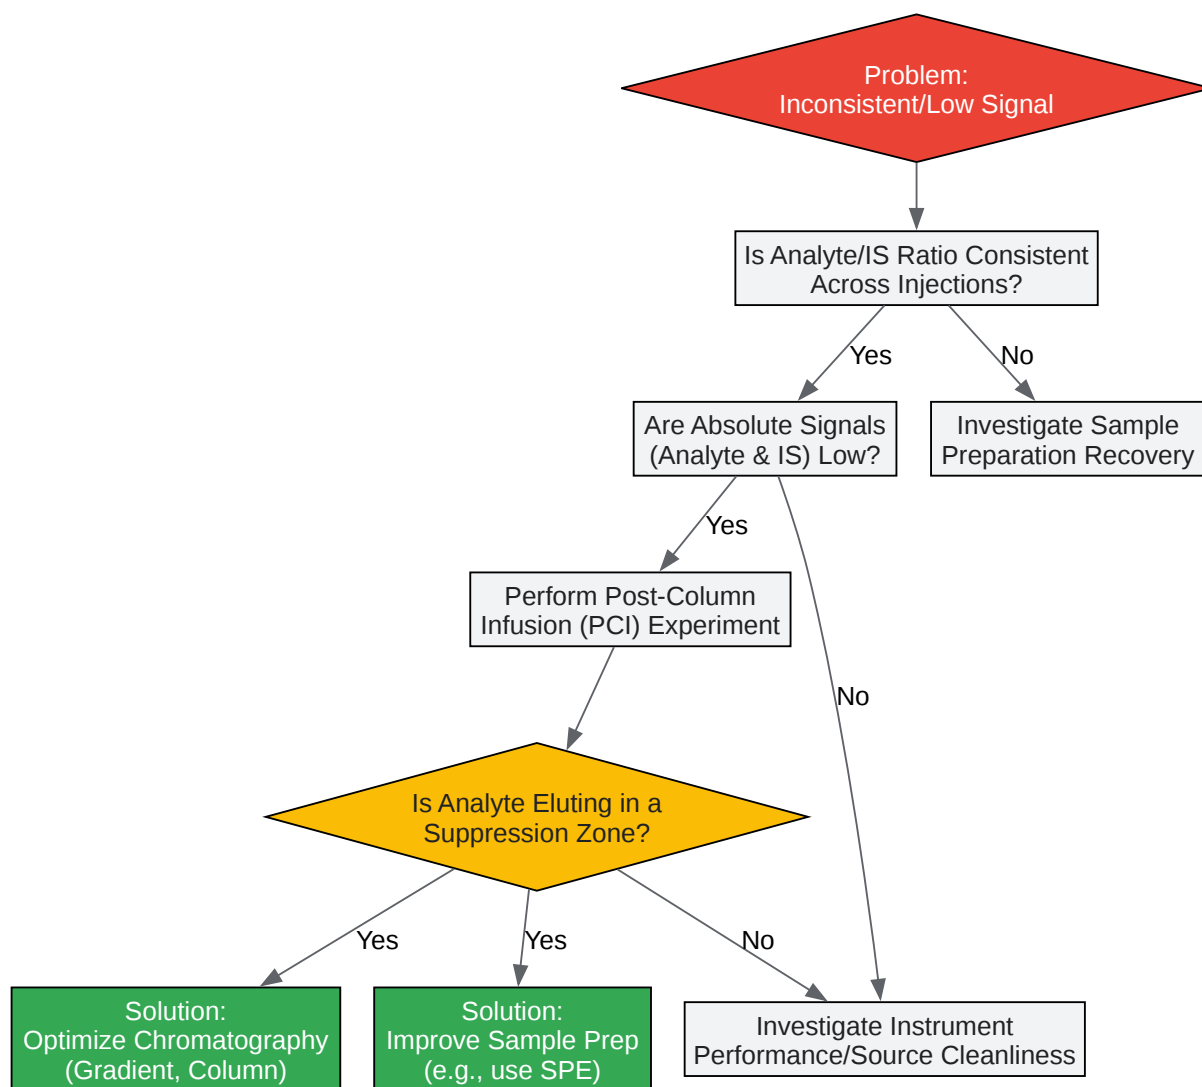 Problem:
Inconsistent/Low Signal
Is Analyte/IS Ratio Consistent
Across Injections?
Yes
No
Are Absolute Signals
(Analyte & IS) Low?
Investigate Sample
Preparation Recovery
Yes
Perform Post-Column
Infusion (PCI) Experiment
No
Is Analyte Eluting in a
Suppression Zone?
Yes
Yes
No
Solution:
Optimize Chromatography
(Gradient, Column)
Solution:
Improve Sample Prep
(e.g., use SPE)
Investigate Instrument
Performance/Source Cleanliness